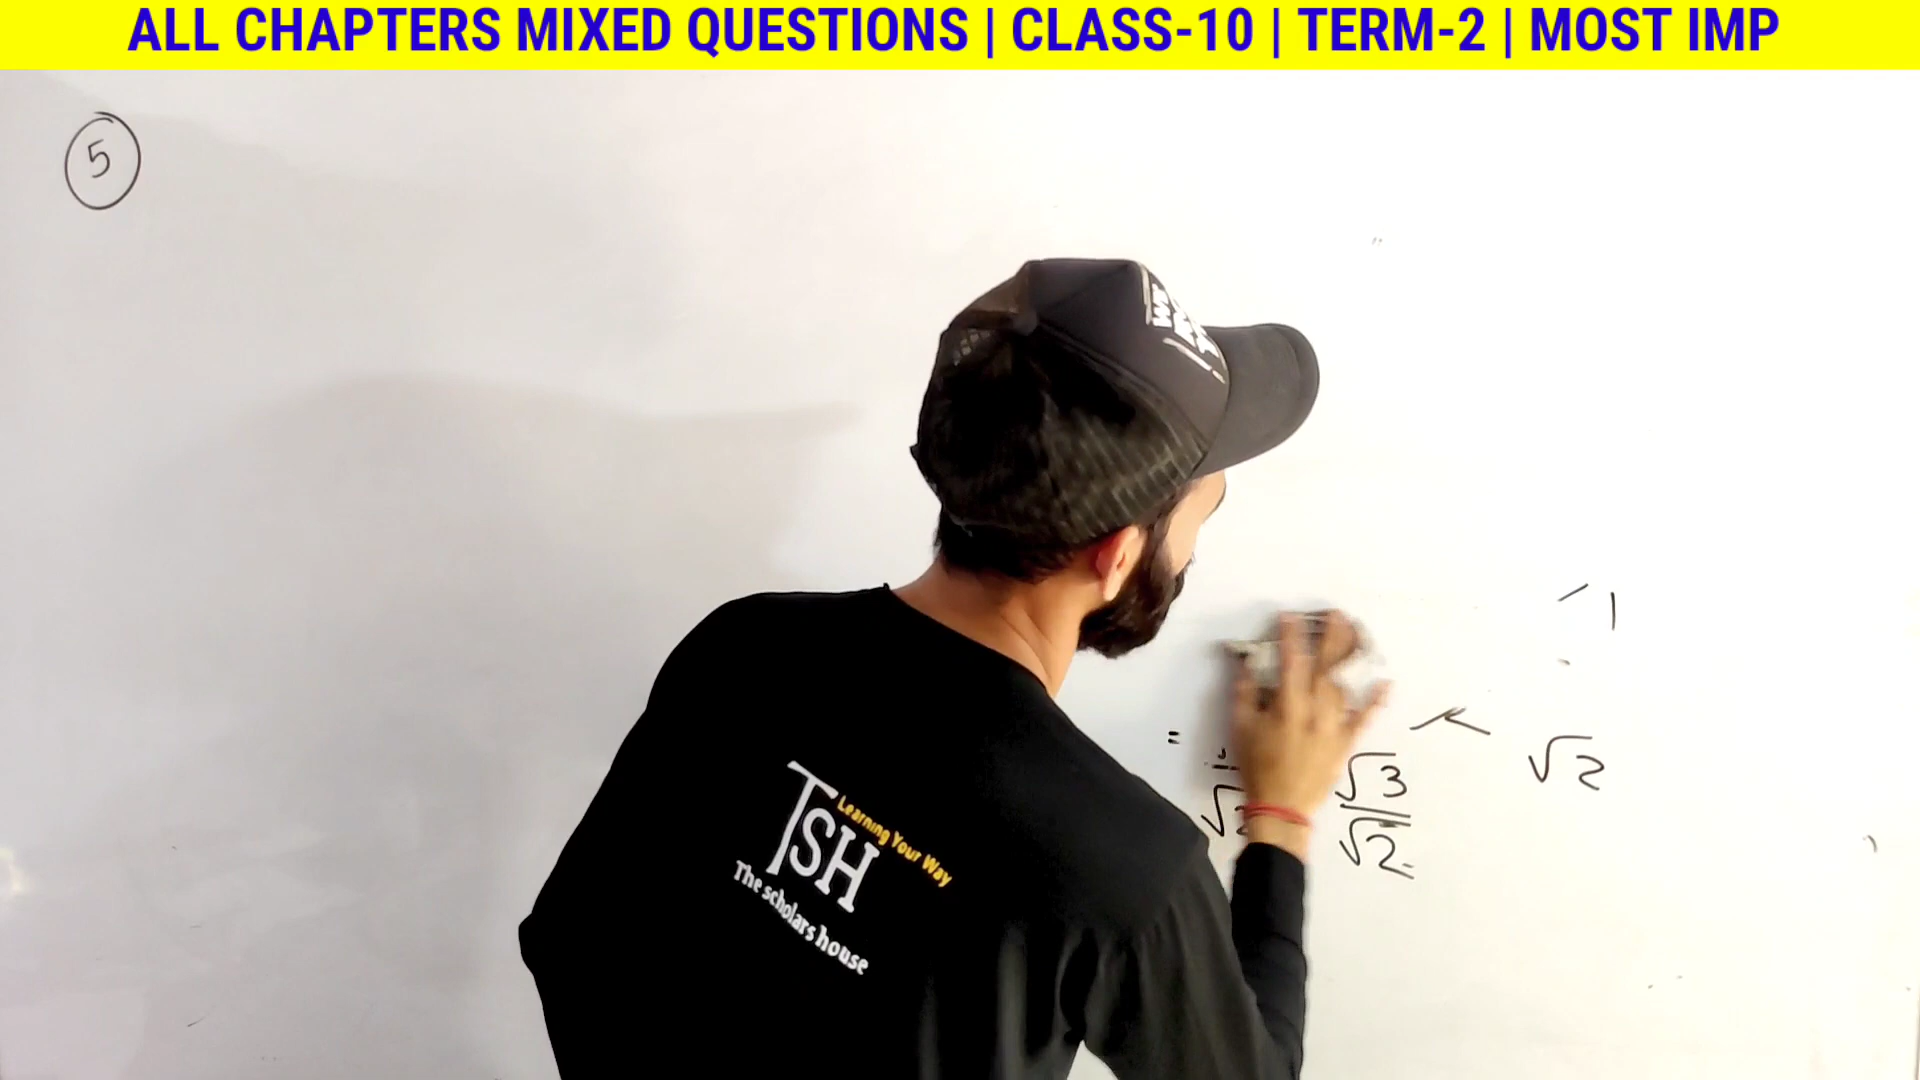 ALL CHAPTERS MIXED QUESTIONS | CLASS-10 | TERM-2 | MOST IMP
5
=
√3
√2
√2
TSH
Learning Your Way
The scholars house